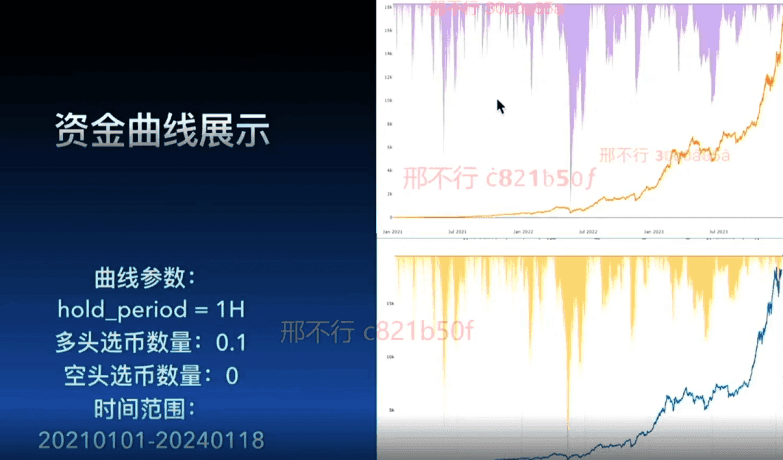 资金曲线展示
曲线参数：
hold_period = 1H
多头选币数量：0.1
空头选币数量：0
时间范围：
20210101-20240118
18k
16k
14k
12k
10k
8k
6k
4k
2k
0
Jan 2021
Jul 2021
Jan 2022
Jul 2022
Jan 2023
Jul 2023
邢不行 c821b50f
邢不行
15k
10k
5k
邢不行 c821b50f